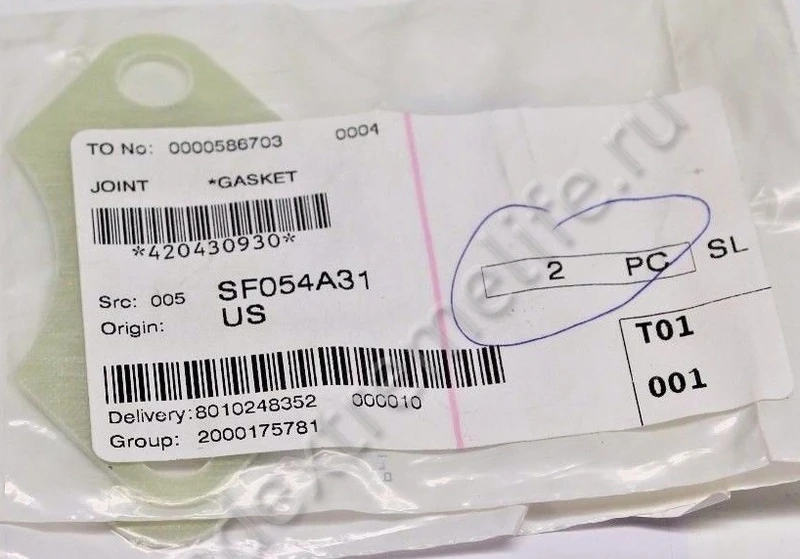 TO No: 0000586703 0004
JOINT *GASKET
*420430930*
Src: 005 SF054A31
Origin: US
2 PC SL
T01
001
Delivery:8010248352 000010
Group: 2000175781